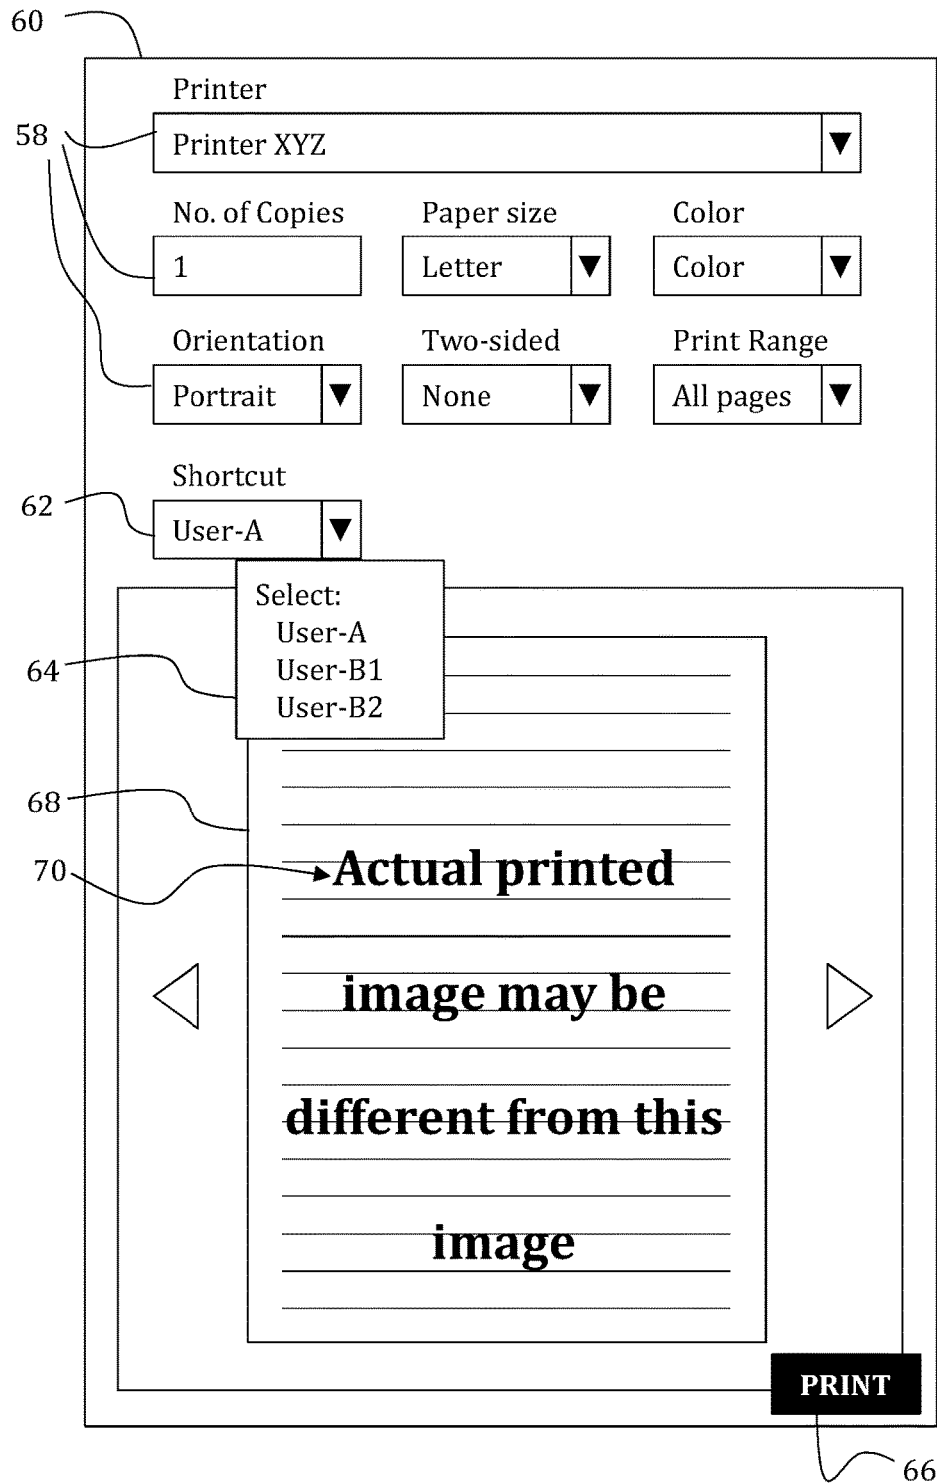 60
Printer
58
Printer XYZ ▼
No. of Copies Paper size Color
1 Letter ▼ Color ▼
Orientation Two-sided Print Range
Portrait ▼ None ▼ All pages ▼
Shortcut
62
User-A ▼
Select:
User-A
64
User-B1
User-B2
68
70
Actual printed
image may be
different from this
image
PRINT
66